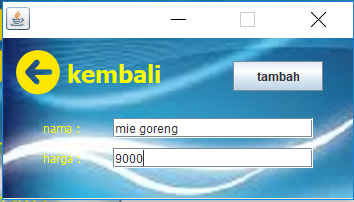 kembali
tambah
nama : mie goreng
harga : 9000